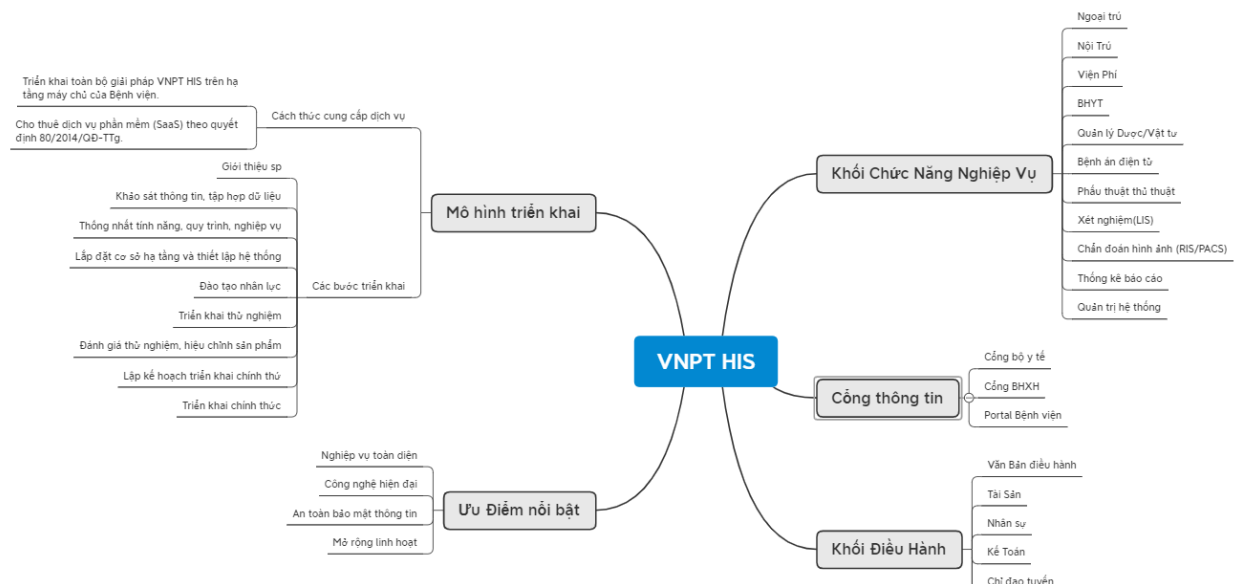 VNPT HIS
Khối Chức Năng Nghiệp Vụ
Ngoại trú
Nội Trú
Viện Phí
BHYT
Quản lý Dược/Vật tư
Bệnh án điện tử
Phẫu thuật thủ thuật
Xét nghiệm(LIS)
Chẩn đoán hình ảnh (RIS/PACS)
Thống kê báo cáo
Quản trị hệ thống
Cổng thông tin
Cổng bộ y tế
Cổng BHXH
Portal Bệnh viện
Khối Điều Hành
Văn Bản điều hành
Tài Sản
Nhân sự
Kế Toán
Chỉ đạo tuyến
Mô hình triển khai
Cách thức cung cấp dịch vụ
Triển khai toàn bộ giải pháp VNPT HIS trên hạ
tầng máy chủ của Bệnh viện.
Cho thuê dịch vụ phần mềm (SaaS) theo quyết
định 80/2014/QĐ-TTg.
Các bước triển khai
Giới thiệu sp
Khảo sát thông tin, tập hợp dữ liệu
Thống nhất tính năng, quy trình, nghiệp vụ
Lắp đặt cơ sở hạ tầng và thiết lập hệ thống
Đào tạo nhân lực
Triển khai thử nghiệm
Đánh giá thử nghiệm, hiệu chỉnh sản phẩm
Lập kế hoạch triển khai chính thứ
Triển khai chính thức
Ưu Điểm nổi bật
Nghiệp vụ toàn diện
Công nghệ hiện đại
An toàn bảo mật thông tin
Mở rộng linh hoạt